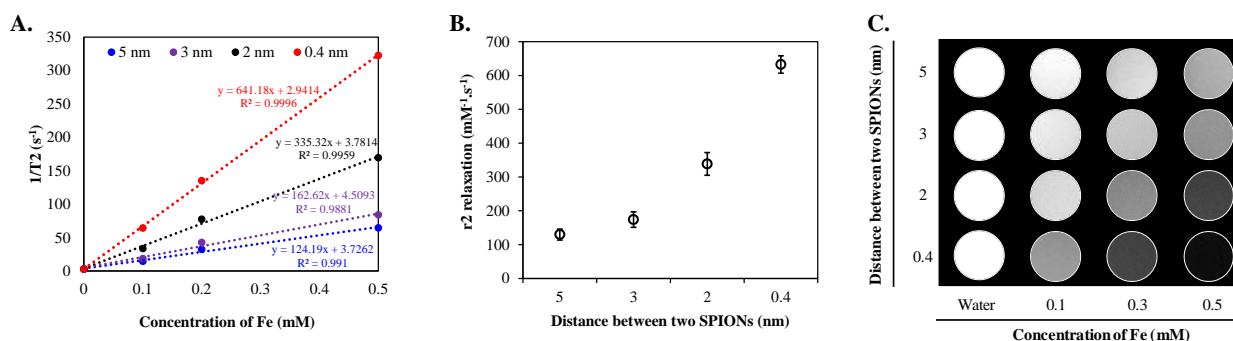 A.
350
300
250
200
150
100
50
0
0
0.1
0.2
0.3
0.4
0.5
1/T2 (s⁻¹)
Concentration of Fe (mM)
5 nm
3 nm
2 nm
0.4 nm
y = 641.18x + 2.9414
R² = 0.9996
y = 335.32x + 3.7814
R² = 0.9959
y = 162.62x + 4.5093
R² = 0.9881
y = 124.19x + 3.7262
R² = 0.991
B.
700
600
500
400
300
200
100
0
5
3
2
0.4
r2 relaxation (mM⁻¹.s⁻¹)
Distance between two SPIONs (nm)
C.
Distance between two SPIONs (nm)
5
3
2
0.4
Water
0.1
0.3
0.5
Concentration of Fe (mM)